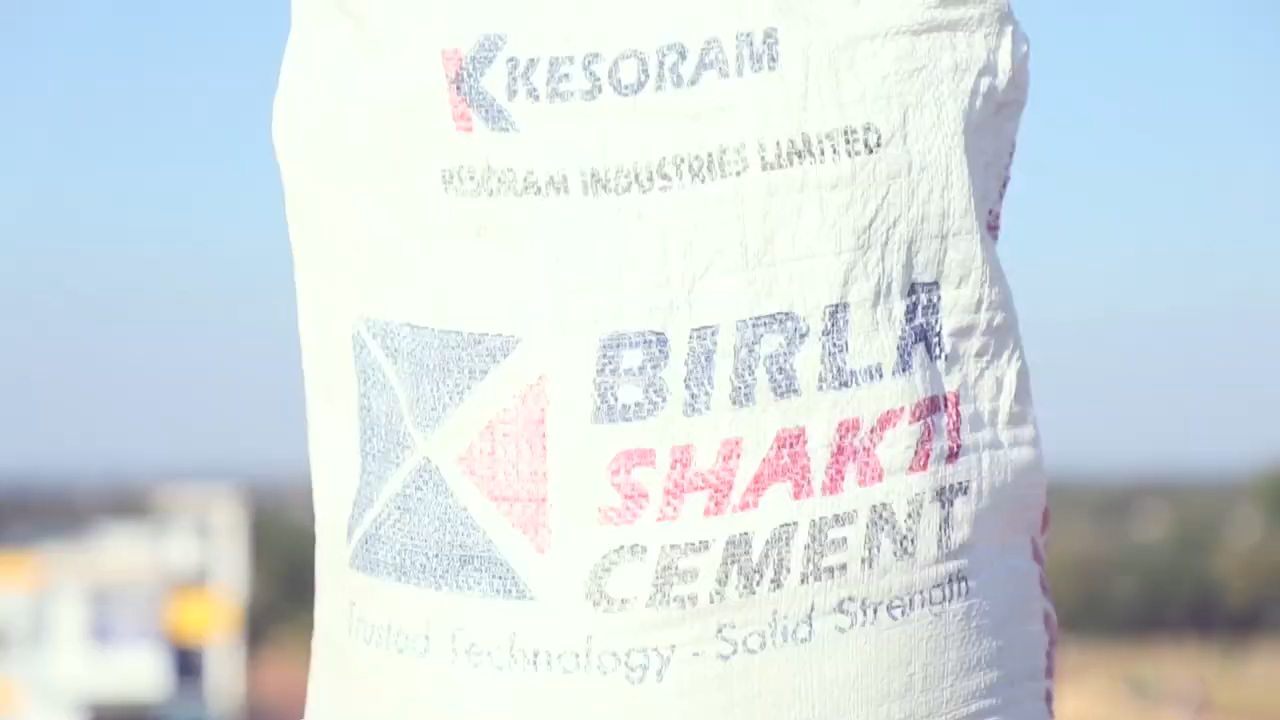 KESORAM
KESORAM INDUSTRIES LIMITED
BIRLA
SHAKTI
CEMENT
Trusted Technology - Solid Strength